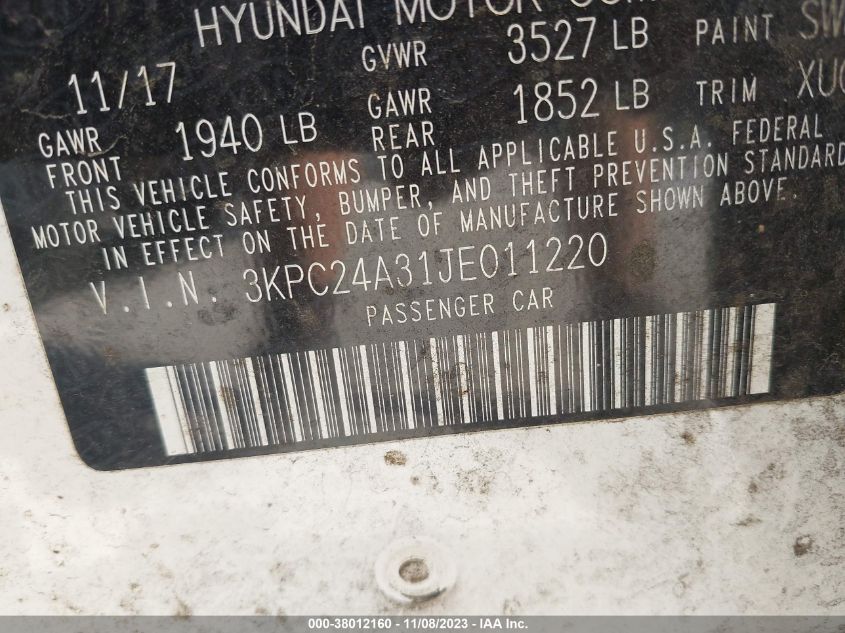 HYUNDAI MOTOR
11/17 GVWR 3527 LB PAINT
GAWR FRONT 1940 LB GAWR REAR 1852 LB TRIM
THIS VEHICLE CONFORMS TO ALL APPLICABLE U.S.A. FEDERAL
MOTOR VEHICLE SAFETY, BUMPER, AND THEFT PREVENTION STANDARD
IN EFFECT ON THE DATE OF MANUFACTURE SHOWN ABOVE.
V.I.N. 3KPC24A31JE011220
PASSENGER CAR
000-38012160 - 11/08/2023 - IAA Inc.